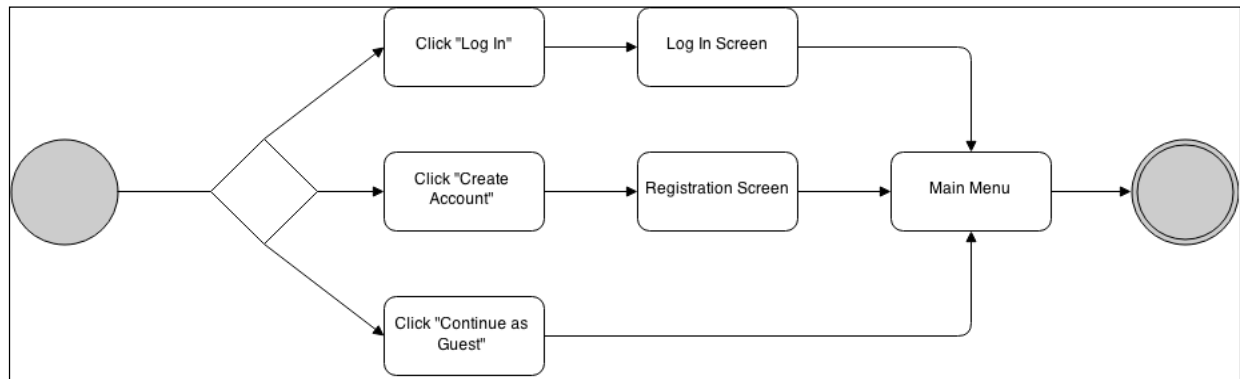 Click "Log In"
Log In Screen
Click "Create
Account"
Registration Screen
Main Menu
Click "Continue as
Guest"